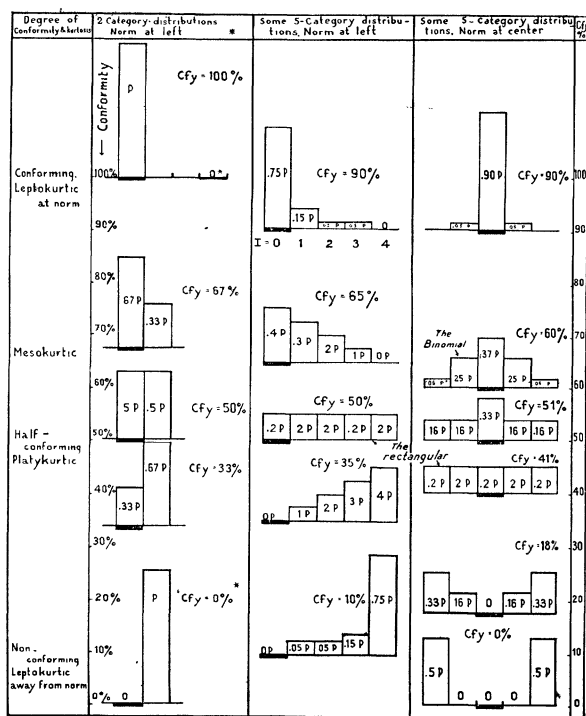 Degree of
Conformity & kurtosis
2 Category-distributions
Norm at left *
Some 5-Category distribu-
tions, Norm at left
Some 5-Category distribu-
tions, Norm at center
Cfy
%
Conformity
P
Cfy = 100%
100%
0*
Conforming.
Leptokurtic
at norm
90%
.75 P
.15 P
0
Cfy = 90%
I = 0 1 2 3 4
.90 P
Cfy = 90%
100
90
80%
70%
.67 P
.33 P
Cfy = 67%
.4 P
.3 P
2 P
1 P
0 P
Cfy = 65%
The
Binomial
25 P
.37 P
25 P
Cfy = 60%
80
70
60
Mesokurtic
60%
50%
5 P
.5 P
Cfy = 50%
Cfy = 50%
.2 P
2 P
2 P
.2 P
2 P
The
rectangular
16 P
16 P
.33 P
.16 P
.16 P
Cfy = 51%
50
Half -
conforming
Platykurtic
40%
30%
.33 P
.67 P
Cfy = 33%
Cfy = 35%
0 P
1 P
2 P
3 P
4 P
Cfy = 41%
.2 P
.2 P
.2 P
.2 P
.2 P
40
30
20%
10%
0%
0
P
Cfy = 0% *
Cfy = 10%
0 P
.05 P
05 P
.15 P
.75 P
Cfy = 18%
.33 P
16 P
0
.16 P
.33 P
20
Non-
conforming
Leptokurtic
away from norm
Cfy = 0%
.5 P
0
0
0
.5 P
10
0